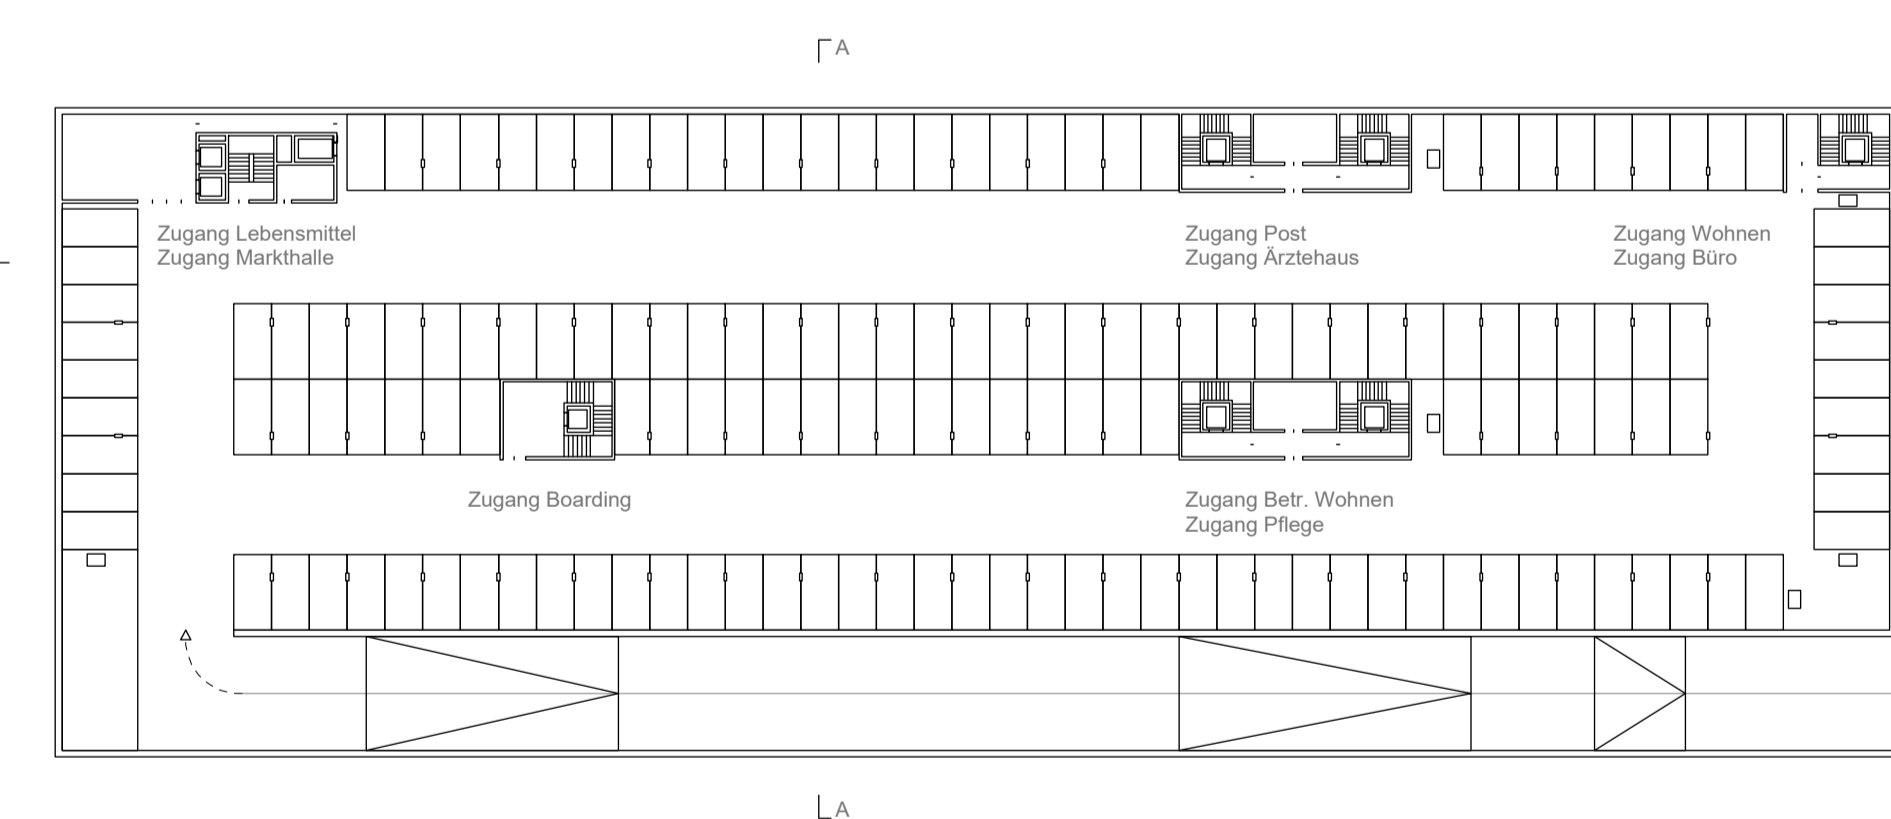 A
Zugang Lebensmittel
Zugang Markthalle
Zugang Post
Zugang Ärztehaus
Zugang Wohnen
Zugang Büro
Zugang Boarding
Zugang Betr. Wohnen
Zugang Pflege
A